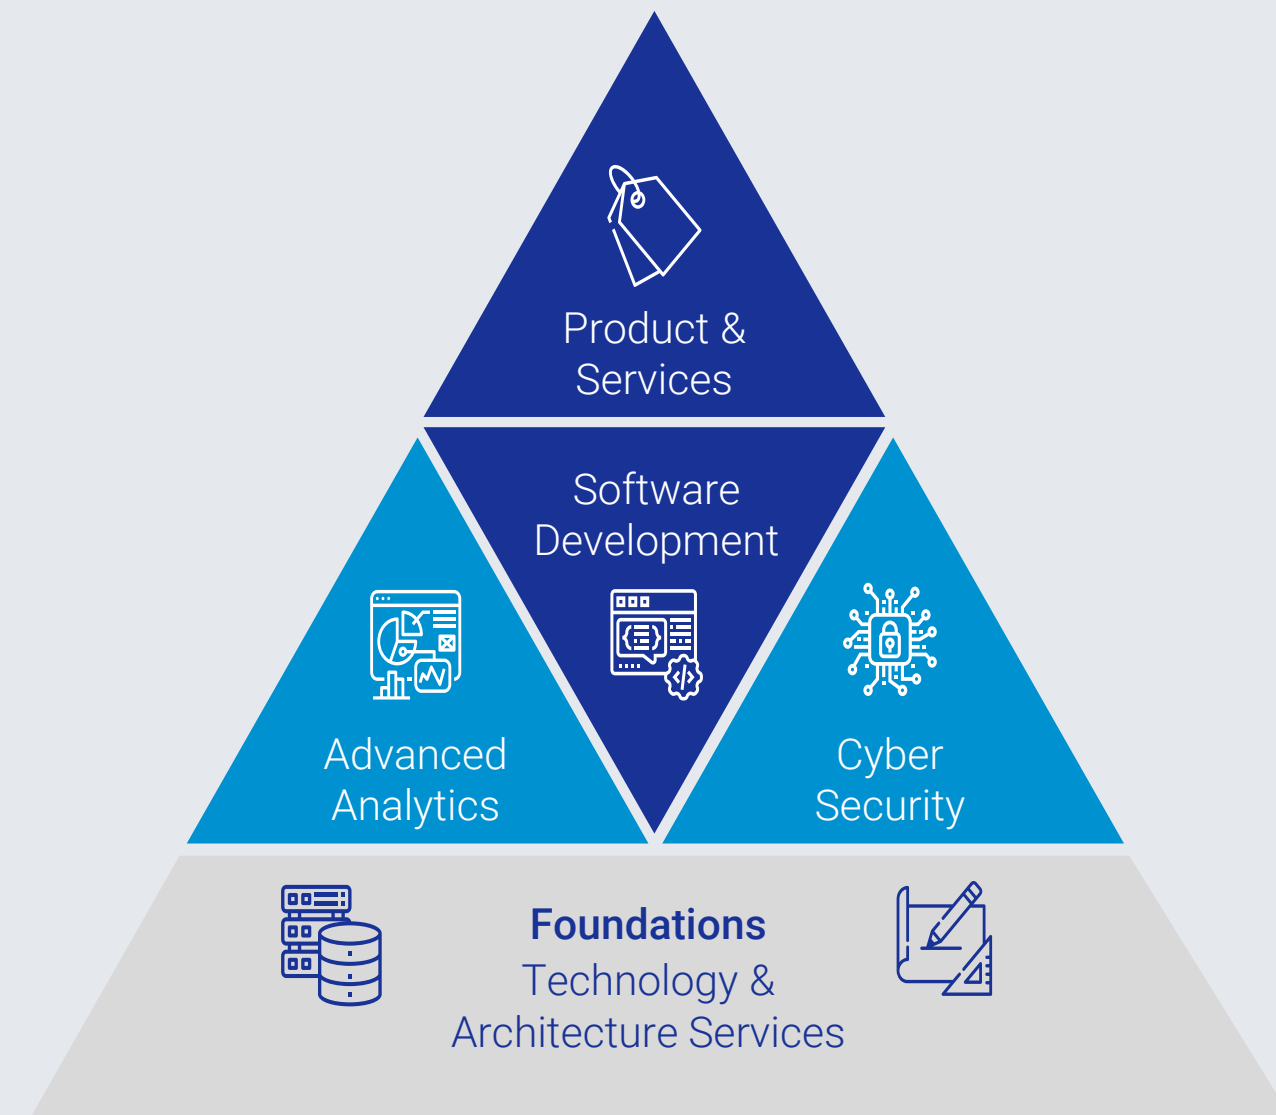 Product &
Services
Software
Development
Advanced
Analytics
Cyber
Security
Foundations
Technology &
Architecture Services